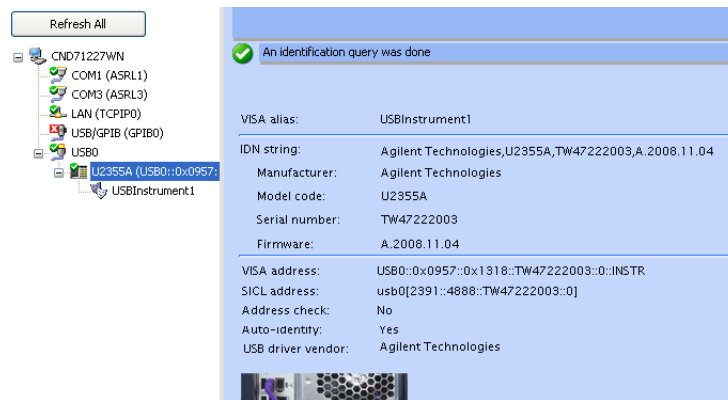 Refresh All
CND71227WN
COM1 (ASRL1)
COM3 (ASRL3)
LAN (TCPIP0)
USB/GPIB (GPIB0)
USB0
U2355A (USB0::0x0957:
USBInstrument1
An identification query was done
VISA alias: USBInstrument1
IDN string: Agilent Technologies,U2355A,TW47222003,A.2008.11.04
Manufacturer: Agilent Technologies
Model code: U2355A
Serial number: TW47222003
Firmware: A.2008.11.04
VISA address: USB0::0x0957::0x1318::TW47222003::0::INSTR
SICL address: usb0[2391::4888::TW47222003::0]
Address check: No
Auto-identify: Yes
USB driver vendor: Agilent Technologies